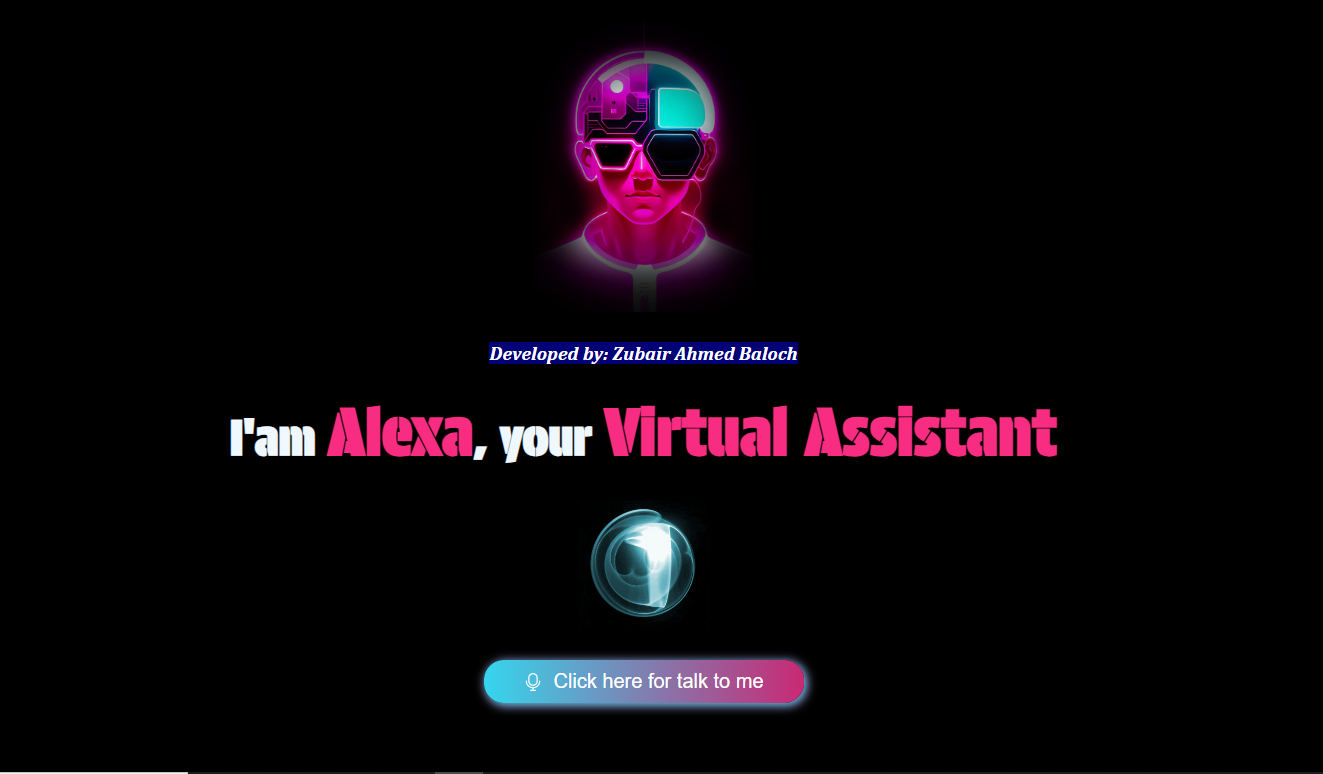 Developed by: Zubair Ahmed Baloch
I'am Alexa, your Virtual Assistant
Click here for talk to me